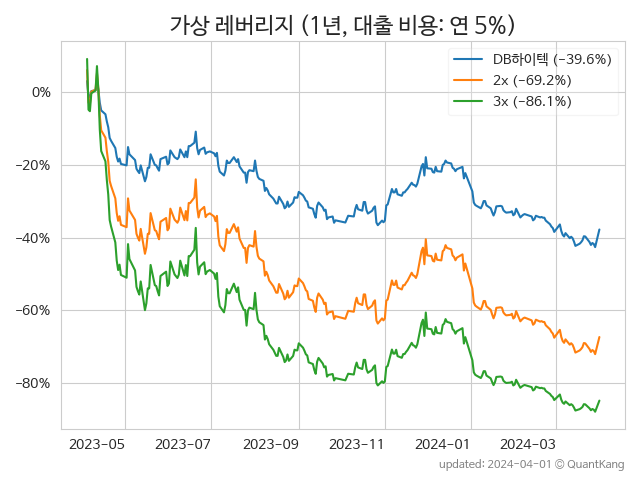 가상 레버리지 (1년, 대출 비용: 연 5%)
DB하이텍 (−39.6%)
2x (−69.2%)
3x (−86.1%)
0%
−20%
−40%
−60%
−80%
2023-05 2023-07 2023-09 2023-11 2024-01 2024-03
updated: 2024-04-01 © QuantKang